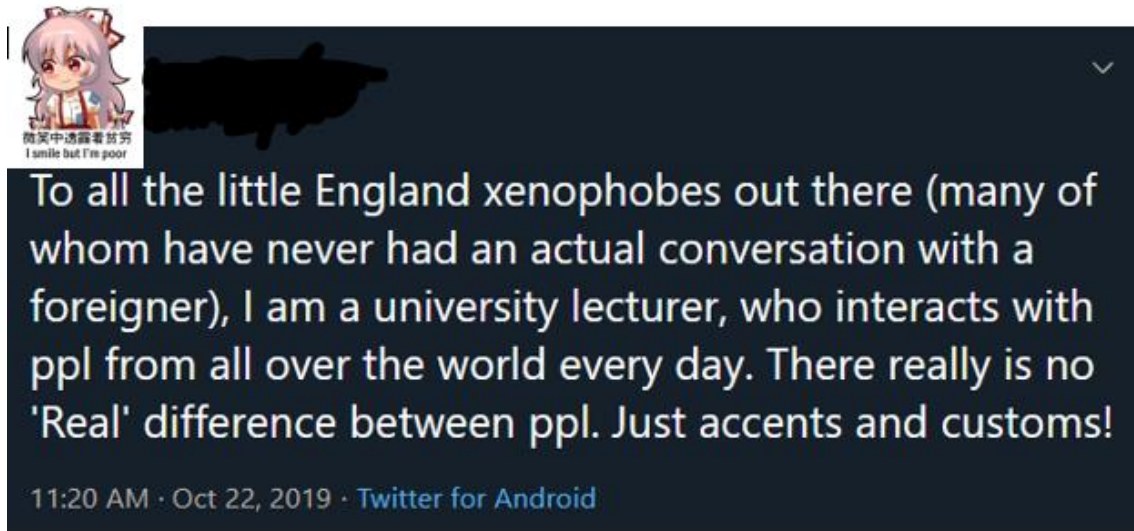 微笑中透露着贫穷
I smile but I'm poor
To all the little England xenophobes out there (many of
whom have never had an actual conversation with a
foreigner), I am a university lecturer, who interacts with
ppl from all over the world every day. There really is no
'Real' difference between ppl. Just accents and customs!
11:20 AM · Oct 22, 2019 · Twitter for Android